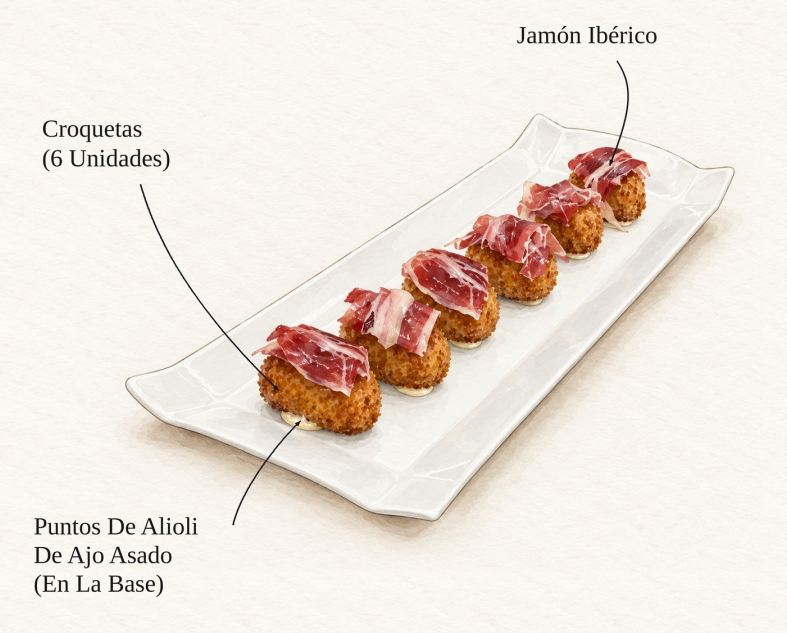 Jamón Ibérico
Croquetas
(6 Unidades)
Puntos De Alioli
De Ajo Asado
(En La Base)